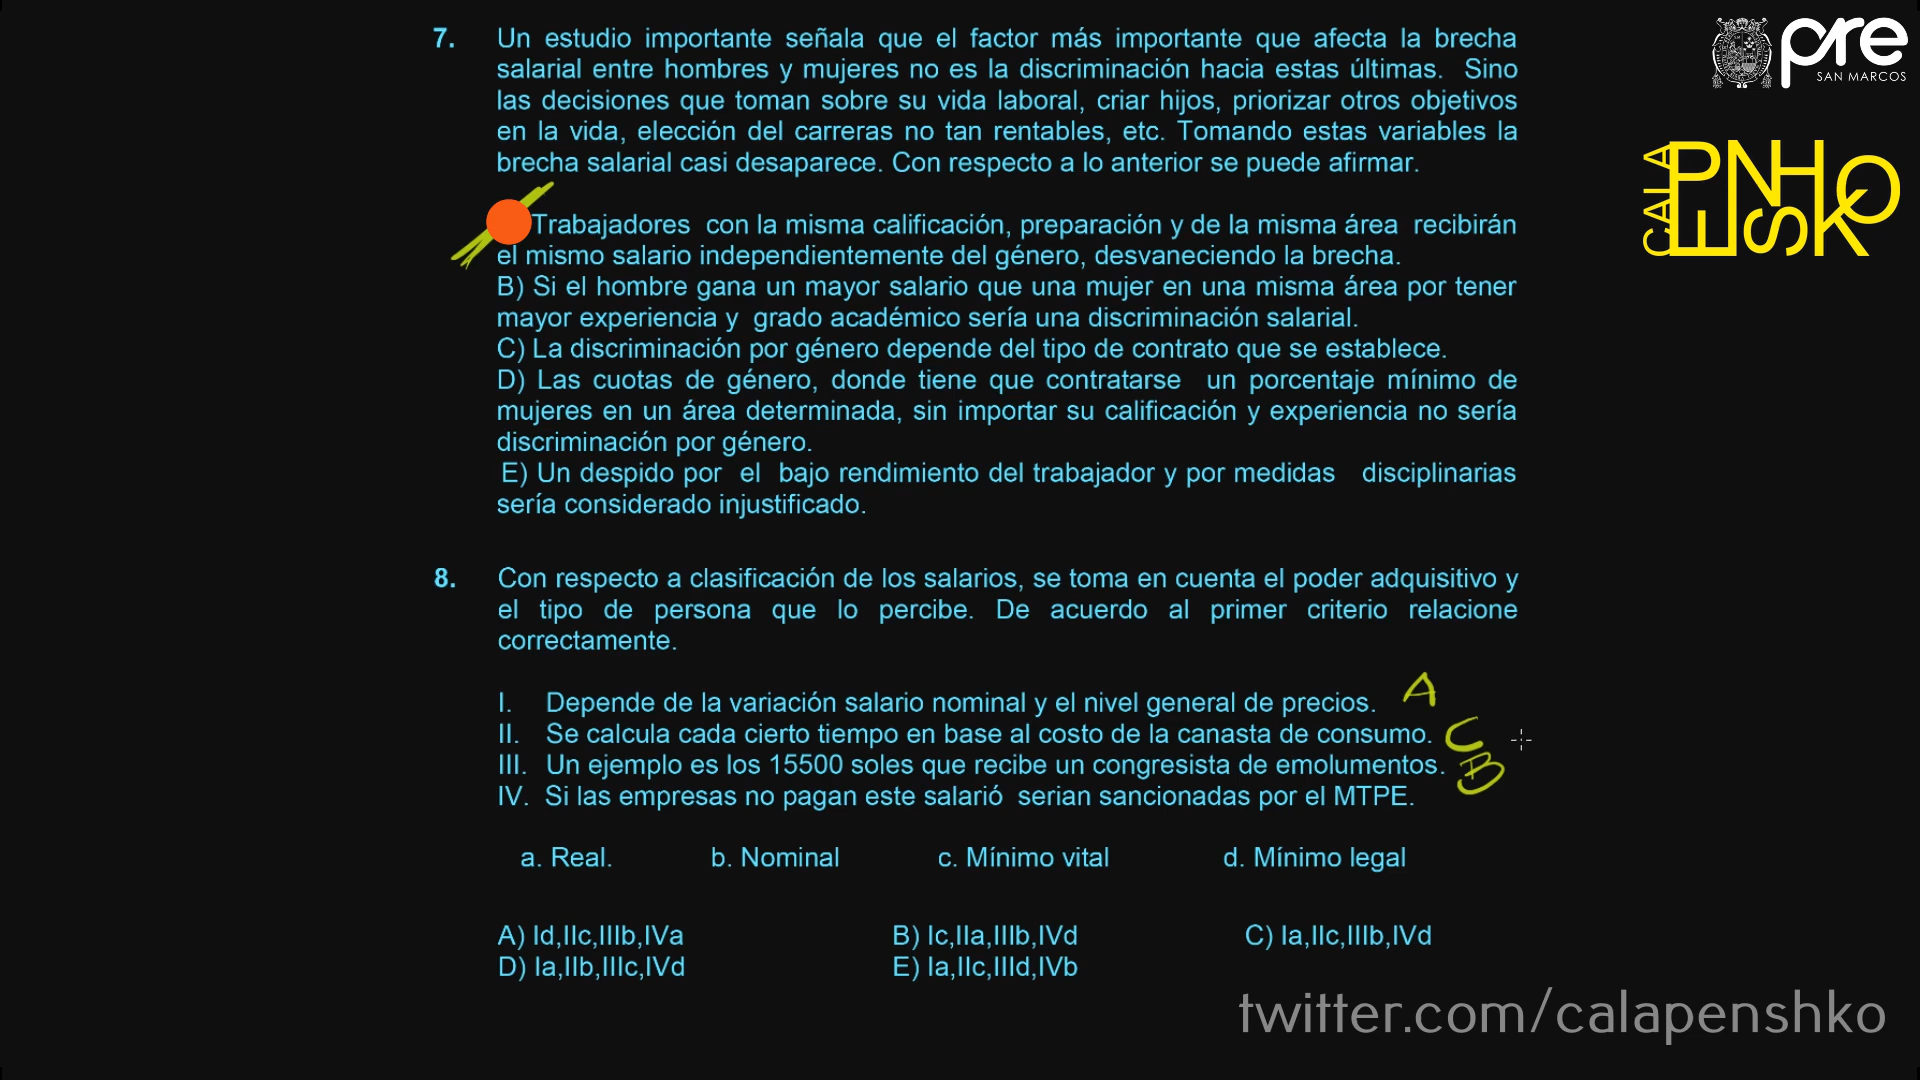 7. Un estudio importante señala que el factor más importante que afecta la brecha
salarial entre hombres y mujeres no es la discriminación hacia estas últimas. Sino
las decisiones que toman sobre su vida laboral, criar hijos, priorizar otros objetivos
en la vida, elección del carreras no tan rentables, etc. Tomando estas variables la
brecha salarial casi desaparece. Con respecto a lo anterior se puede afirmar.
Trabajadores con la misma calificación, preparación y de la misma área recibirán
el mismo salario independientemente del género, desvaneciendo la brecha.
B) Si el hombre gana un mayor salario que una mujer en una misma área por tener
mayor experiencia y grado académico sería una discriminación salarial.
C) La discriminación por género depende del tipo de contrato que se establece.
D) Las cuotas de género, donde tiene que contratarse un porcentaje mínimo de
mujeres en un área determinada, sin importar su calificación y experiencia no sería
discriminación por género.
E) Un despido por el bajo rendimiento del trabajador y por medidas disciplinarias
sería considerado injustificado.
8. Con respecto a clasificación de los salarios, se toma en cuenta el poder adquisitivo y
el tipo de persona que lo percibe. De acuerdo al primer criterio relacione
correctamente.
I. Depende de la variación salario nominal y el nivel general de precios. A
II. Se calcula cada cierto tiempo en base al costo de la canasta de consumo. C
III. Un ejemplo es los 15500 soles que recibe un congresista de emolumentos. B
IV. Si las empresas no pagan este salarió serian sancionadas por el MTPE.
a. Real. b. Nominal c. Mínimo vital d. Mínimo legal
A) Id,IIc,IIIb,IVa B) Ic,IIa,IIIb,IVd C) Ia,IIc,IIIb,IVd
D) Ia,IIb,IIIc,IVd E) Ia,IIc,IIId,IVb
pre
SAN MARCOS
CALA
PENSHKO
twitter.com/calapenshko